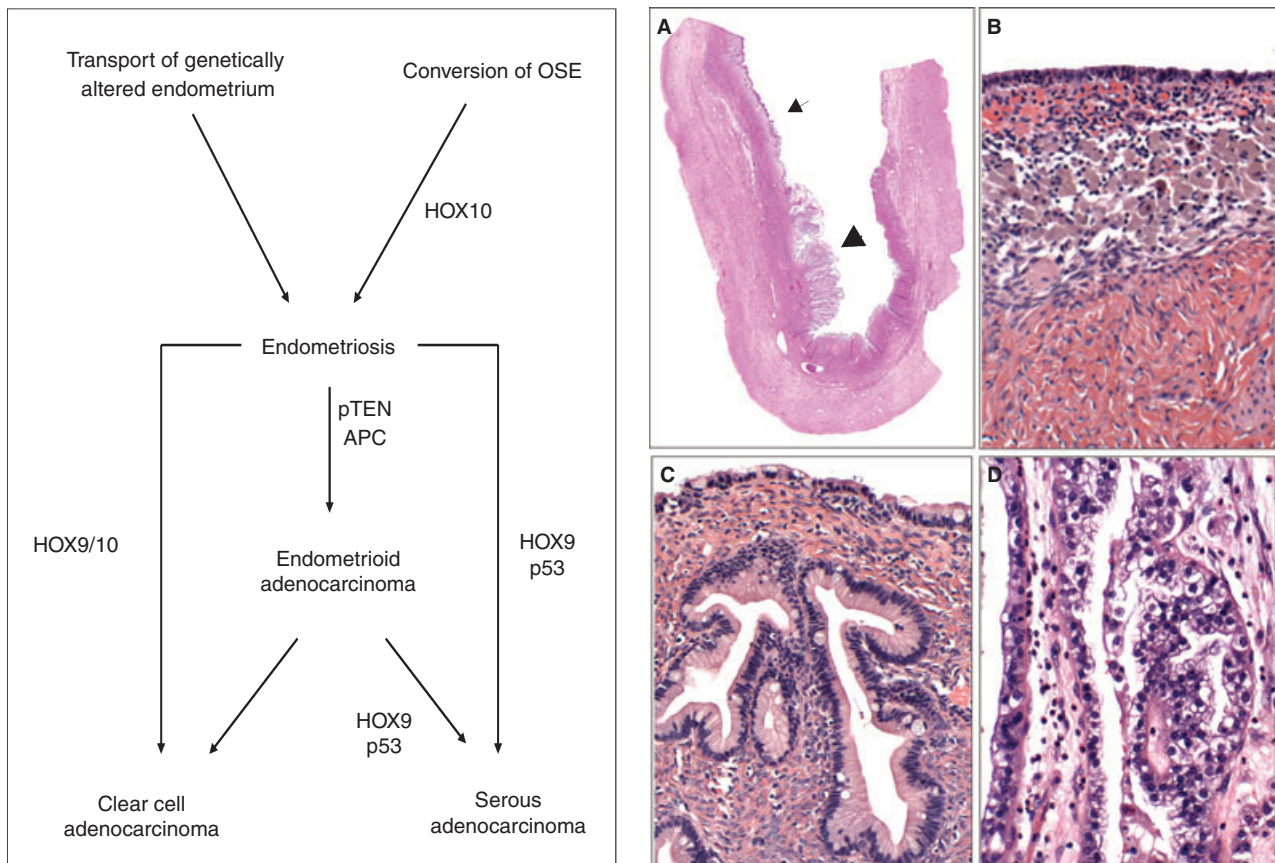 Transport of genetically
altered endometrium
Conversion of OSE
HOX10
Endometriosis
pTEN
APC
HOX9/10
HOX9
p53
Endometrioid
adenocarcinoma
HOX9
p53
Clear cell
adenocarcinoma
Serous
adenocarcinoma
A
B
C
D